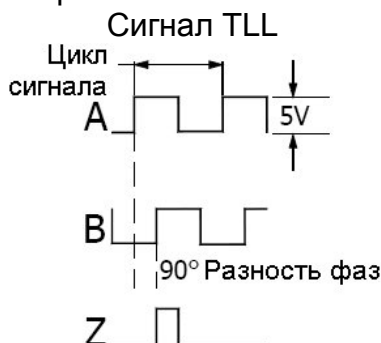 Сигнал TLL
Цикл
сигнала
A
5V
B
90° Разность фаз
Z